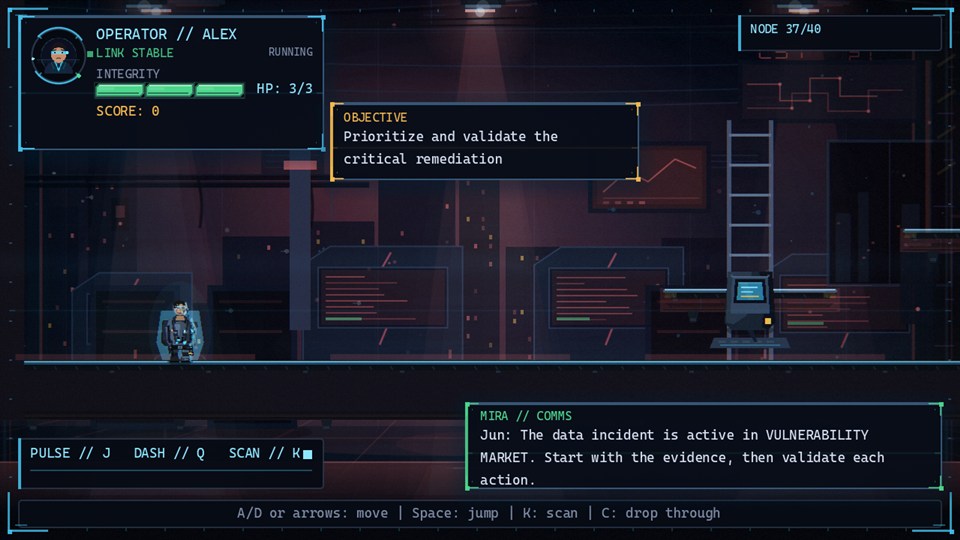 OPERATOR // ALEX
LINK STABLE
RUNNING
INTEGRITY
HP: 3/3
SCORE: 0
NODE 37/40
OBJECTIVE
Prioritize and validate the
critical remediation
MIRA // COMMS
Jun: The data incident is active in VULNERABILITY
MARKET. Start with the evidence, then validate each
action.
PULSE // J DASH // Q SCAN // K
A/D or arrows: move | Space: jump | K: scan | C: drop through